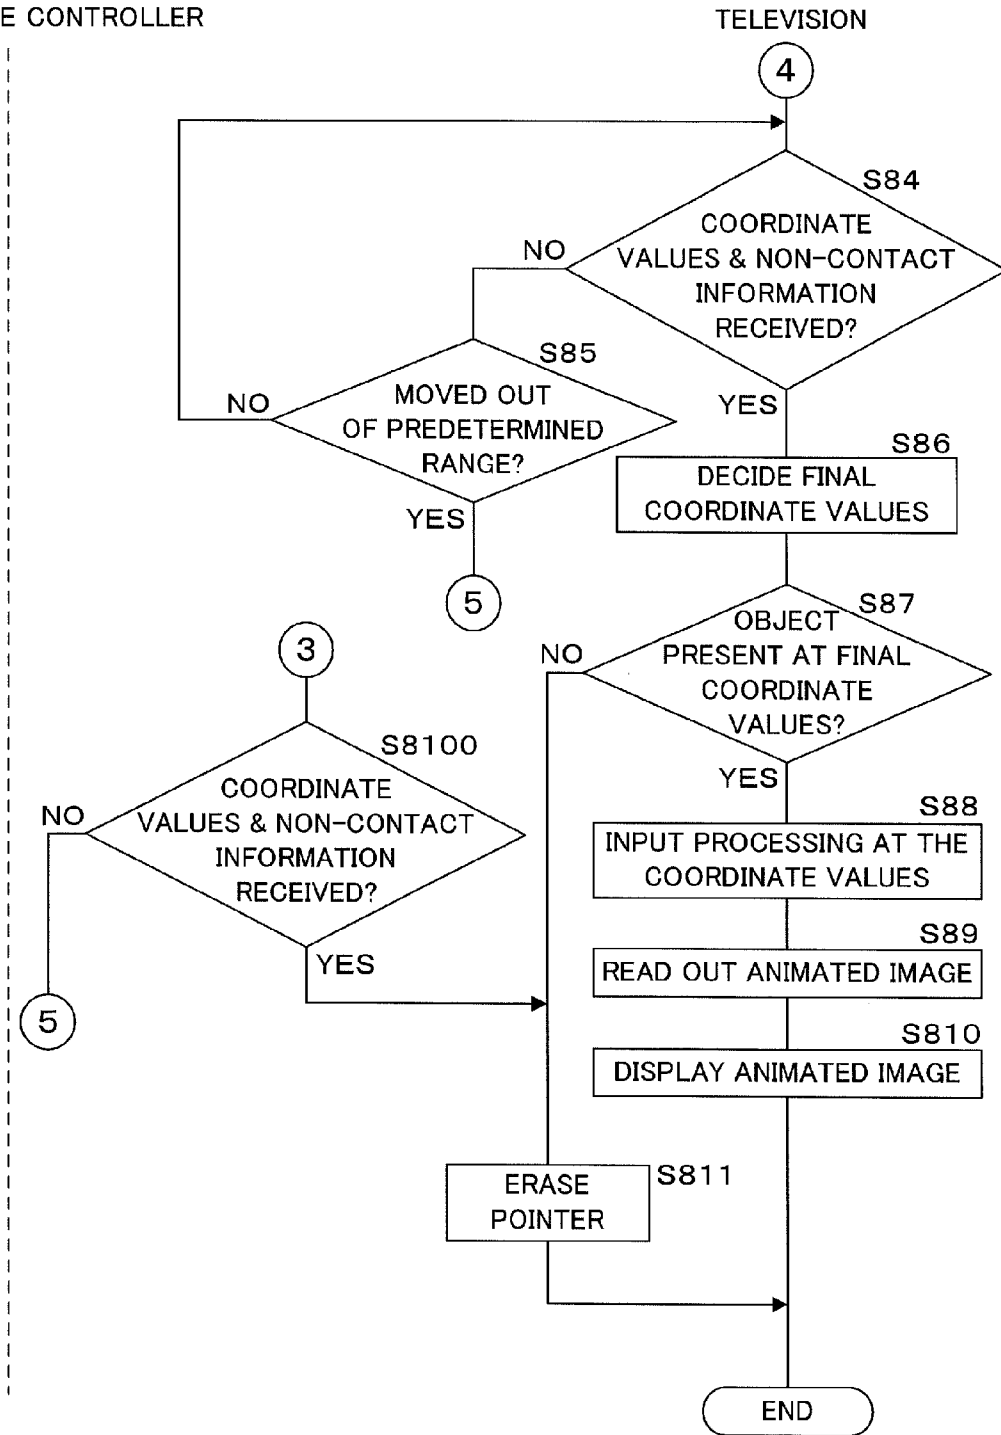 E CONTROLLER
TELEVISION
4
S84
COORDINATE
VALUES & NON-CONTACT
INFORMATION
RECEIVED?
NO
YES
S85
MOVED OUT
OF PREDETERMINED
RANGE?
NO
YES
5
S86
DECIDE FINAL
COORDINATE VALUES
S87
OBJECT
PRESENT AT FINAL
COORDINATE
VALUES?
NO
YES
3
S8100
COORDINATE
VALUES & NON-CONTACT
INFORMATION
RECEIVED?
NO
YES
5
S88
INPUT PROCESSING AT THE
COORDINATE VALUES
S89
READ OUT ANIMATED IMAGE
S810
DISPLAY ANIMATED IMAGE
S811
ERASE
POINTER
END